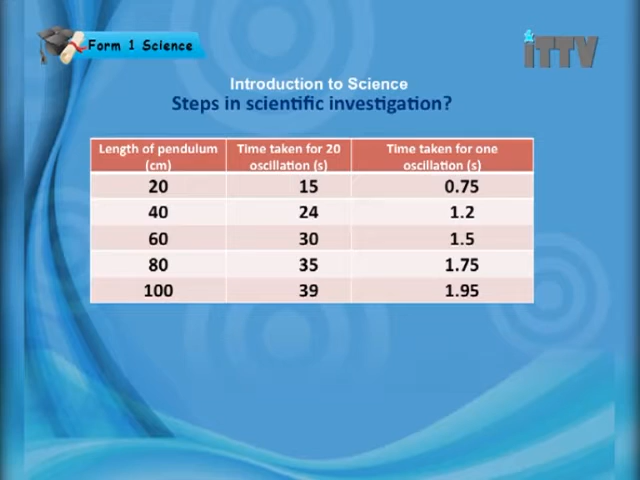 Form 1 Science
iTTV
Introduction to Science
Steps in scientific investigation?
Length of pendulum (cm) Time taken for 20 oscillation (s) Time taken for one oscillation (s)
20 15 0.75
40 24 1.2
60 30 1.5
80 35 1.75
100 39 1.95